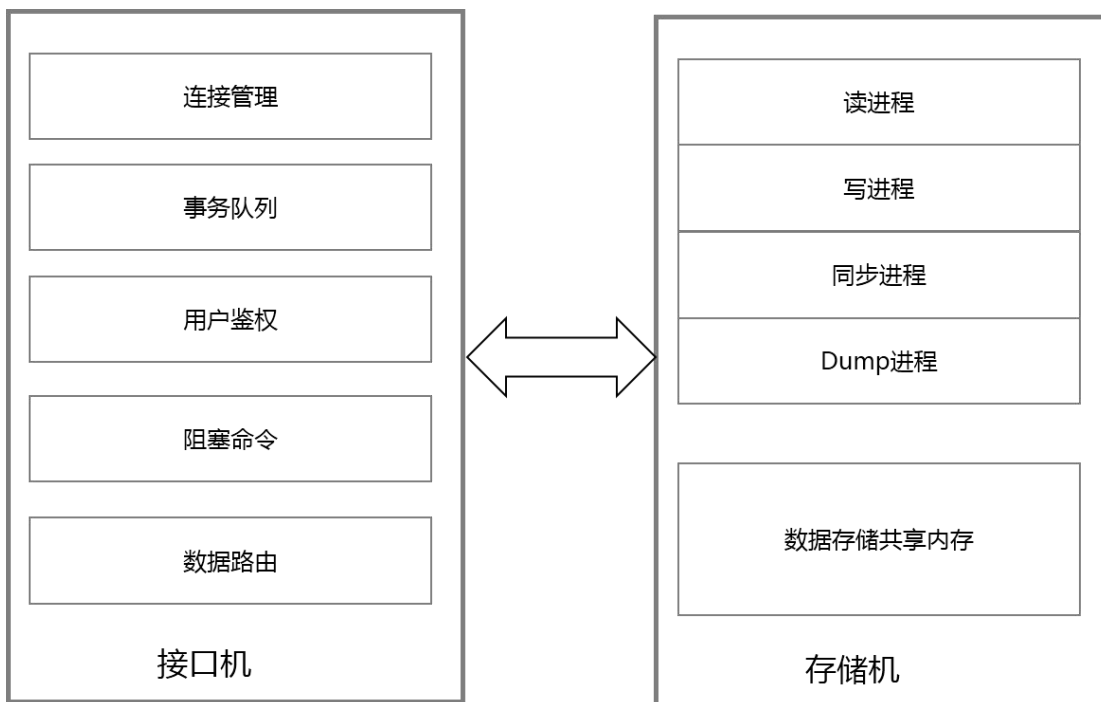 连接管理
事务队列
用户鉴权
阻塞命令
数据路由
接口机
读进程
写进程
同步进程
Dump进程
数据存储共享内存
存储机